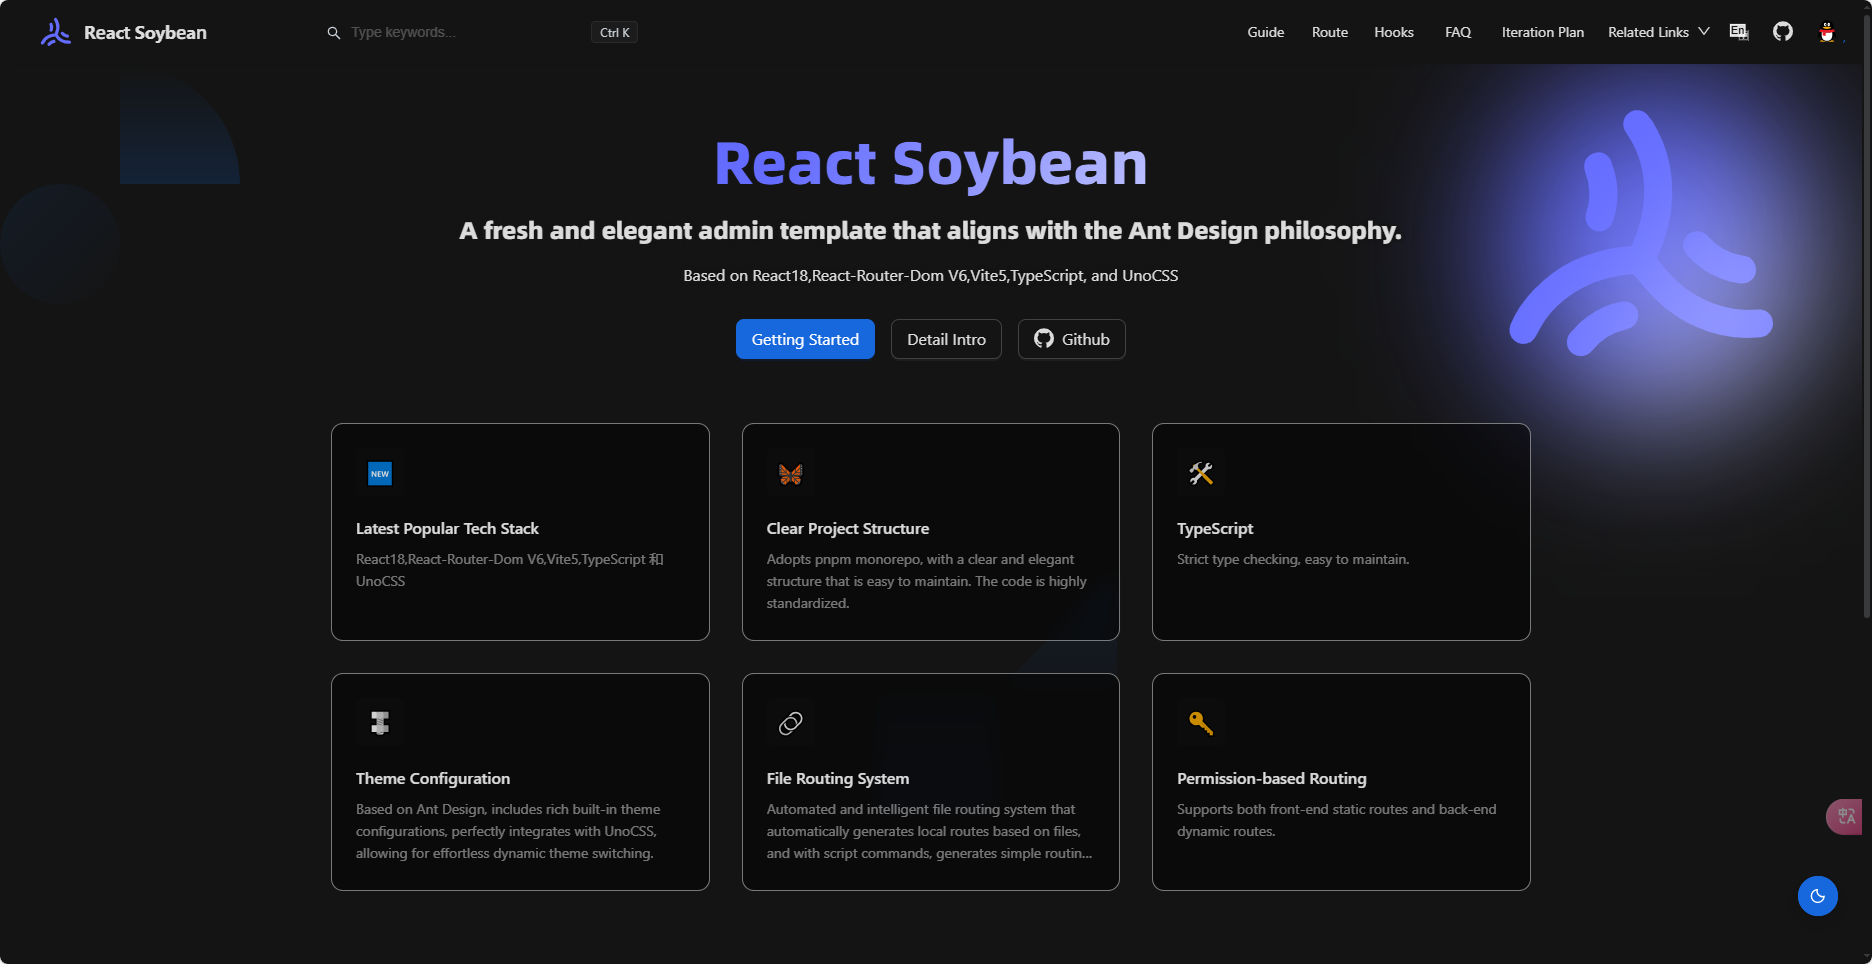 React Soybean
Type keywords...
Ctrl K
Guide
Route
Hooks
FAQ
Iteration Plan
Related Links
En
React Soybean
A fresh and elegant admin template that aligns with the Ant Design philosophy.
Based on React18,React-Router-Dom V6,Vite5,TypeScript, and UnoCSS
Getting Started
Detail Intro
Github
NEW
Latest Popular Tech Stack
React18,React-Router-Dom V6,Vite5,TypeScript 和
UnoCSS
Clear Project Structure
Adopts pnpm monorepo, with a clear and elegant
structure that is easy to maintain. The code is highly
standardized.
TypeScript
Strict type checking, easy to maintain.
Theme Configuration
Based on Ant Design, includes rich built-in theme
configurations, perfectly integrates with UnoCSS,
allowing for effortless dynamic theme switching.
File Routing System
Automated and intelligent file routing system that
automatically generates local routes based on files,
and with script commands, generates simple routin...
Permission-based Routing
Supports both front-end static routes and back-end
dynamic routes.
中
A